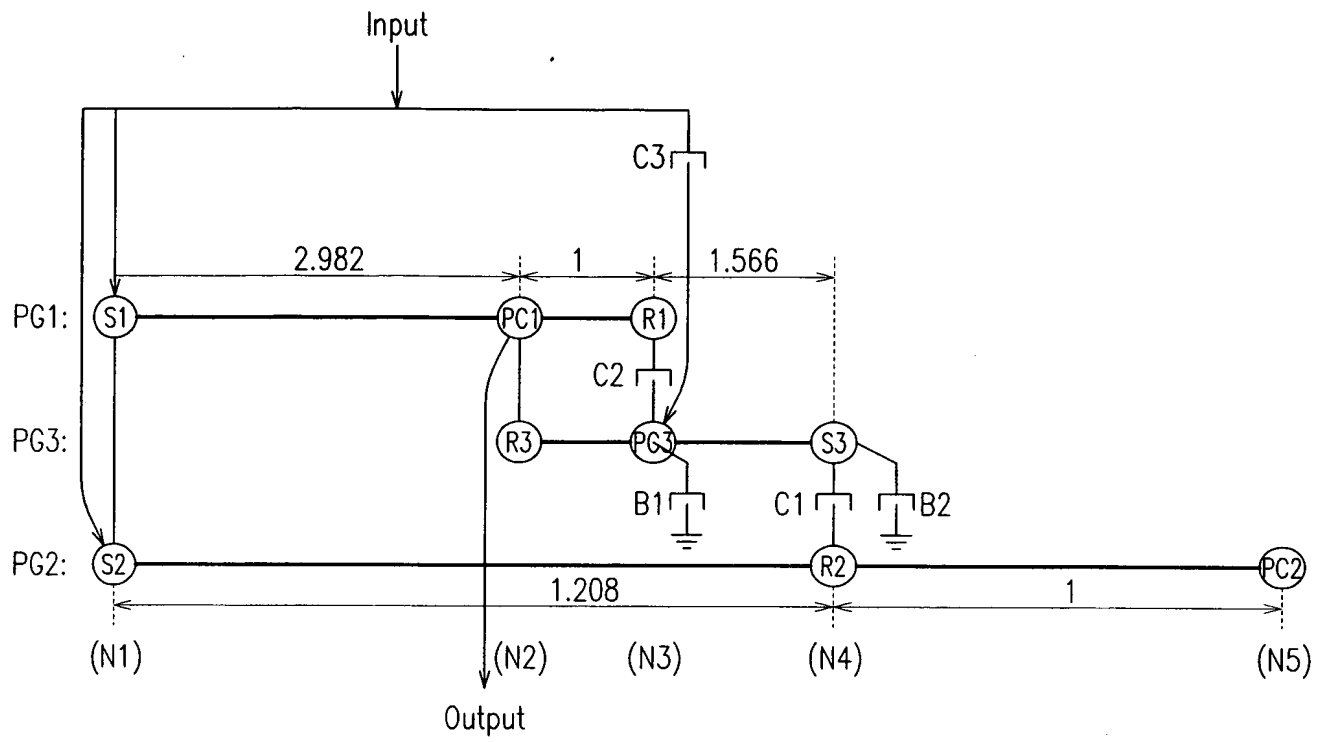 Input
C3
2.982 1 1.566
PG1: S1 PC1 R1
C2
PG3: R3 PC3 S3
B1 C1 B2
PG2: S2 R2 PC2
1.208 1
(N1) (N2) (N3) (N4) (N5)
Output